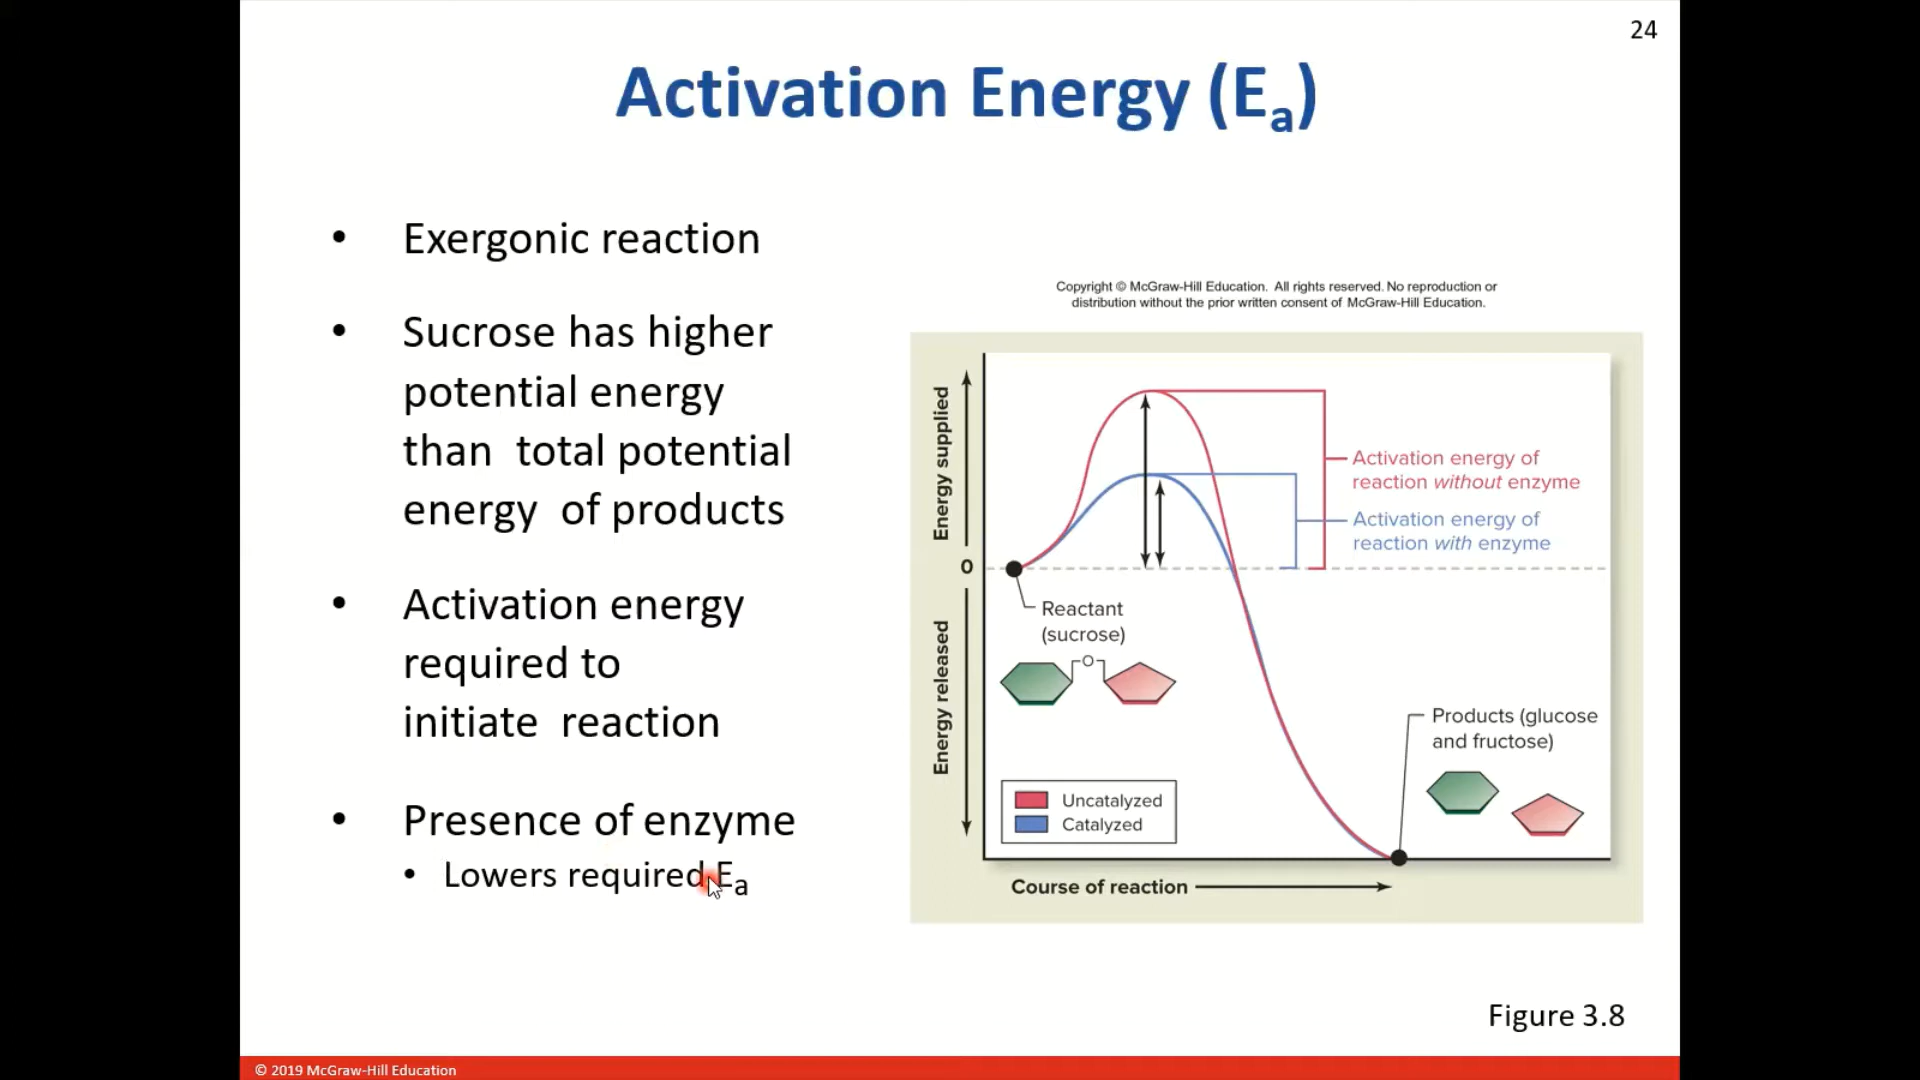 24
Activation Energy (Ea)
• Exergonic reaction
• Sucrose has higher
potential energy
than total potential
energy of products
• Activation energy
required to
initiate reaction
• Presence of enzyme
• Lowers required Ea
Copyright © McGraw-Hill Education. All rights reserved. No reproduction or
distribution without the prior written consent of McGraw-Hill Education.
Energy supplied
0
Energy released
Activation energy of
reaction without enzyme
Activation energy of
reaction with enzyme
Reactant
(sucrose)
O
Products (glucose
and fructose)
Uncatalyzed
Catalyzed
Course of reaction
Figure 3.8
© 2019 McGraw-Hill Education